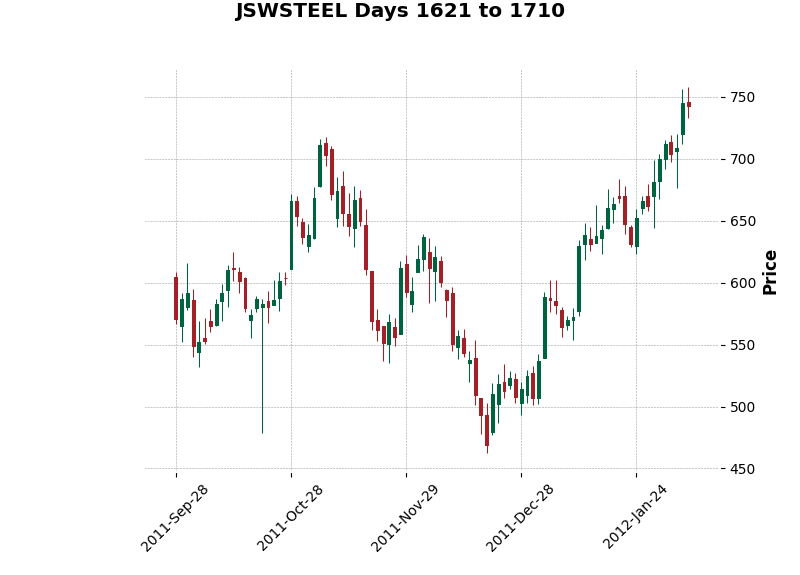 JSWSTEEL Days 1621 to 1710
750
700
650
600
550
500
450
Price
2011-Sep-28
2011-Oct-28
2011-Nov-29
2011-Dec-28
2012-Jan-24